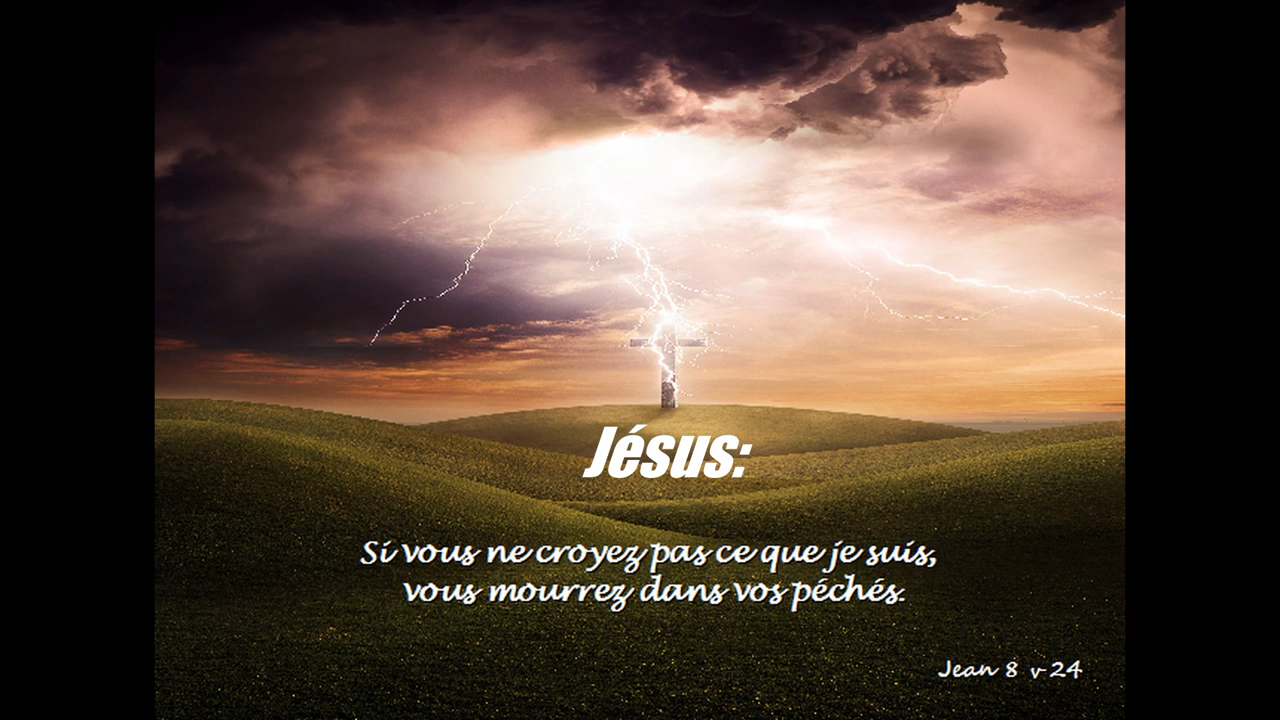 Jésus:
Si vous ne croyez pas ce que je suis,
vous mourrez dans vos péchés.
Jean 8 v 24